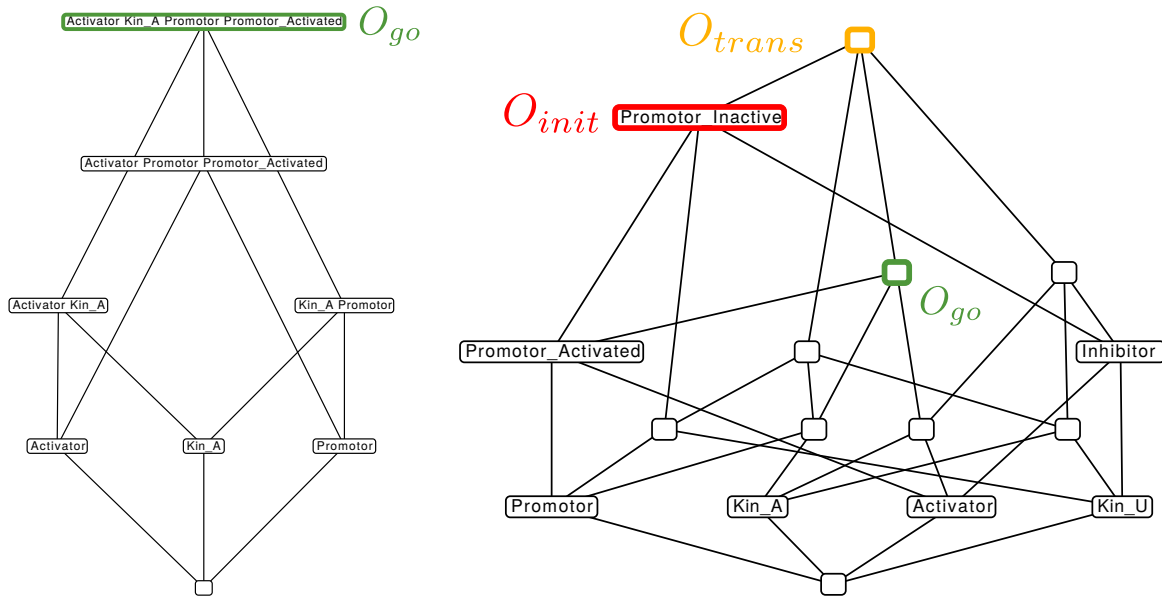 Activator Kin_A Promotor Promotor_Activated
O_go
Activator Promotor Promotor_Activated
Activator Kin_A
Kin_A Promotor
Activator
Kin_A
Promotor
O_trans
O_init
Promotor_Inactive
O_go
Promotor_Activated
Inhibitor
Promotor
Kin_A
Activator
Kin_U